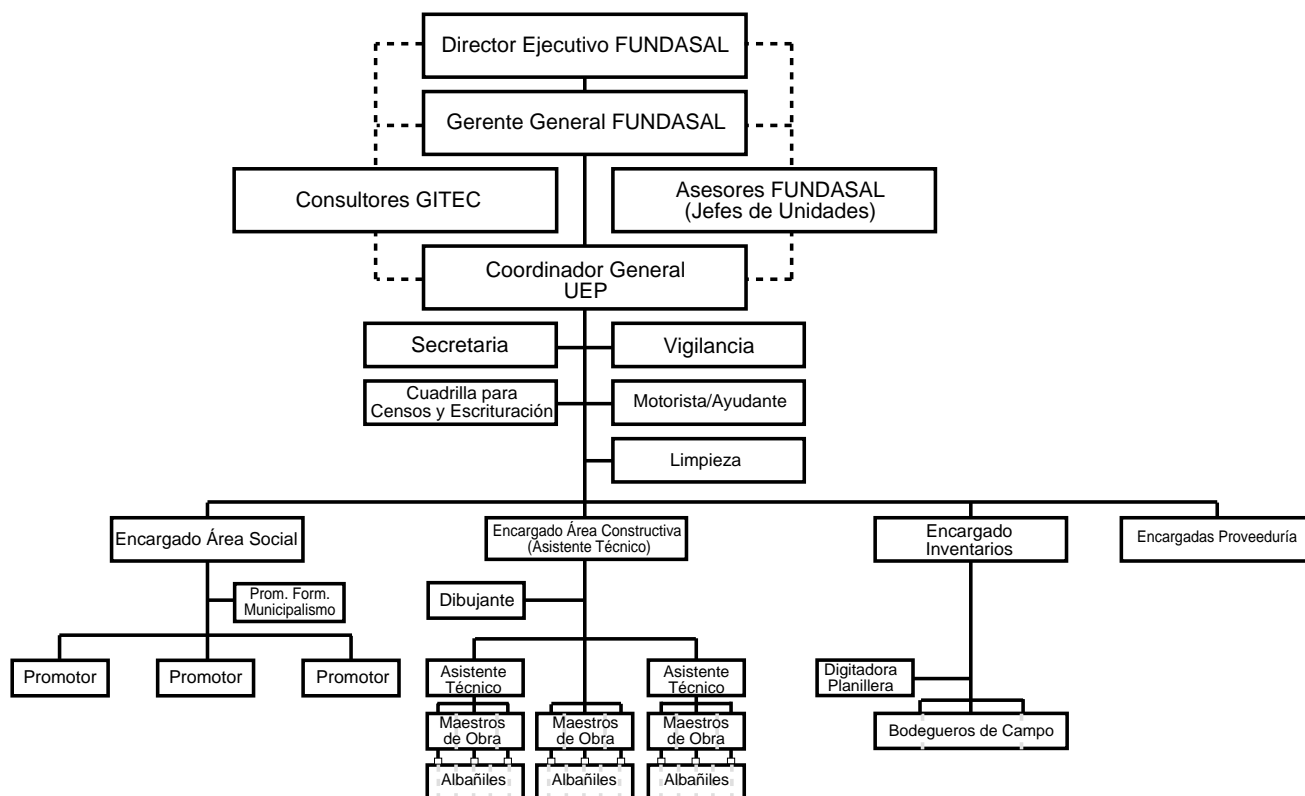 Director Ejecutivo FUNDASAL
Gerente General FUNDASAL
Consultores GITEC
Asesores FUNDASAL
(Jefes de Unidades)
Coordinador General
UEP
Secretaria
Vigilancia
Cuadrilla para
Censos y Escrituración
Motorista/Ayudante
Limpieza
Encargado Área Social
Encargado Área Constructiva
(Asistente Técnico)
Encargado
Inventarios
Encargadas Proveeduría
Prom. Form.
Municipalismo
Dibujante
Promotor
Promotor
Promotor
Asistente
Técnico
Asistente
Técnico
Digitadora
Planillera
Maestros
de Obra
Maestros
de Obra
Maestros
de Obra
Bodegueros de Campo
Albañiles
Albañiles
Albañiles